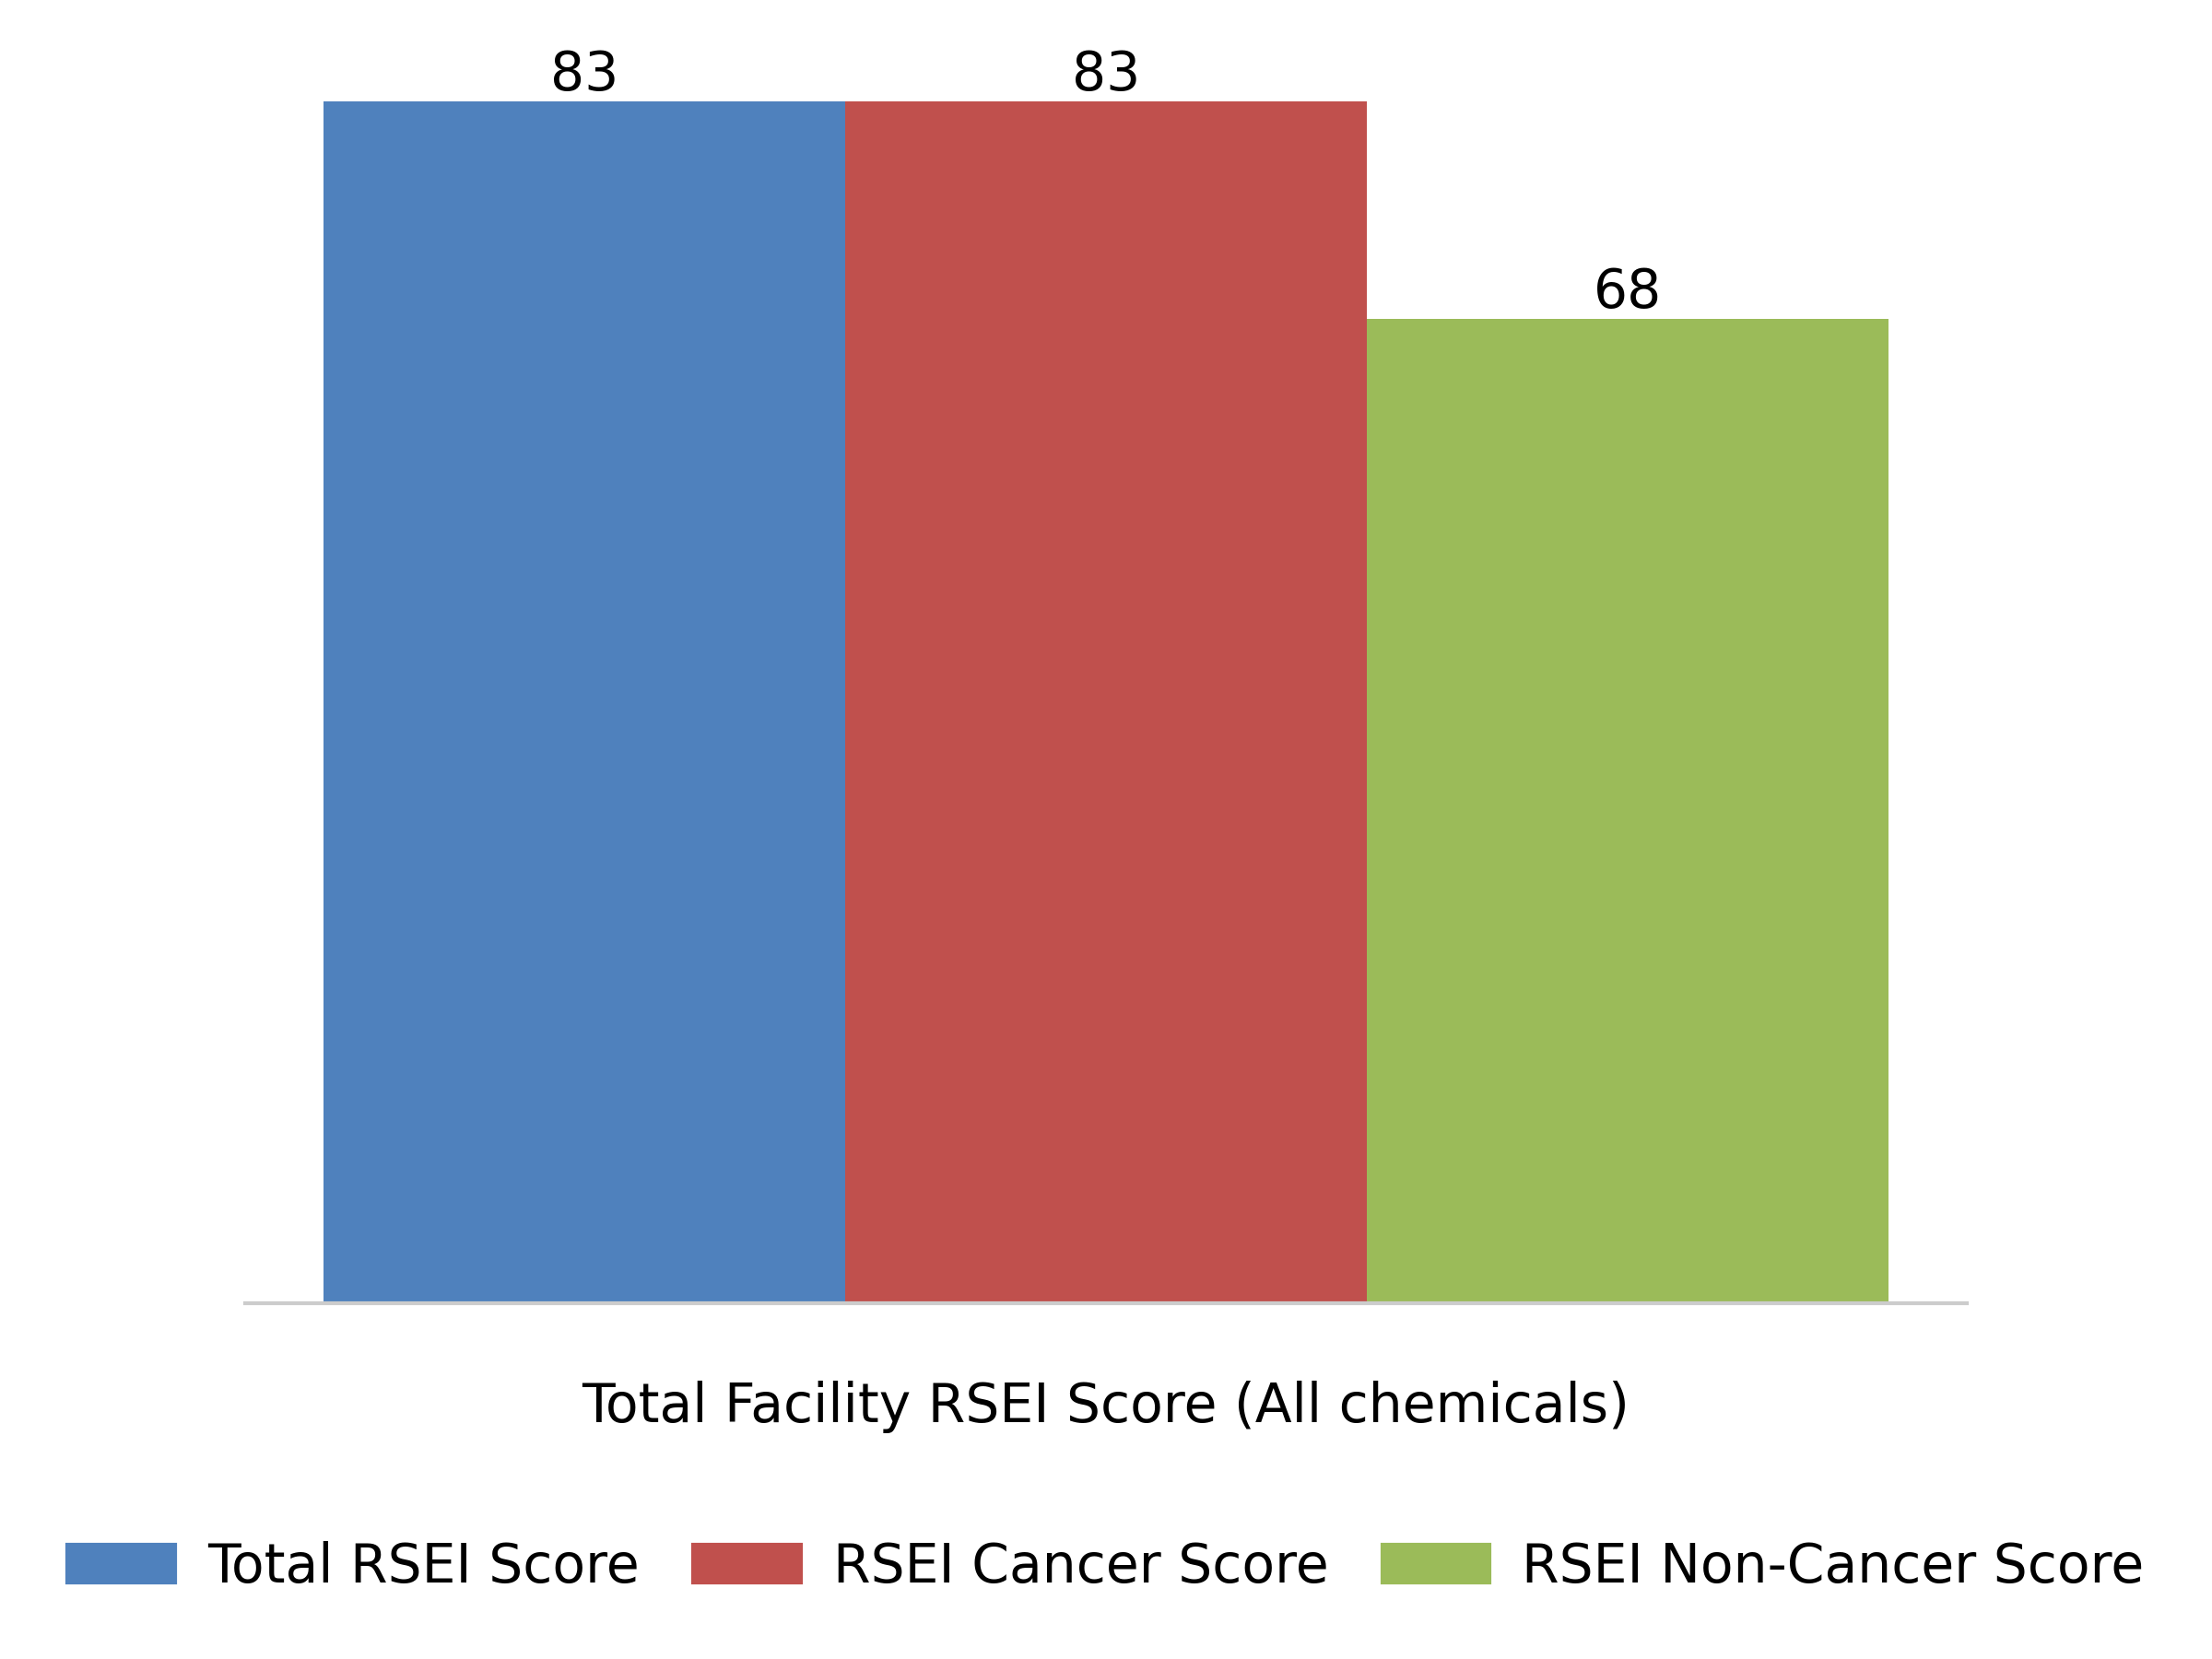 83 83
68
Total Facility RSEI Score (All chemicals)
Total RSEI Score RSEI Cancer Score RSEI Non-Cancer Score